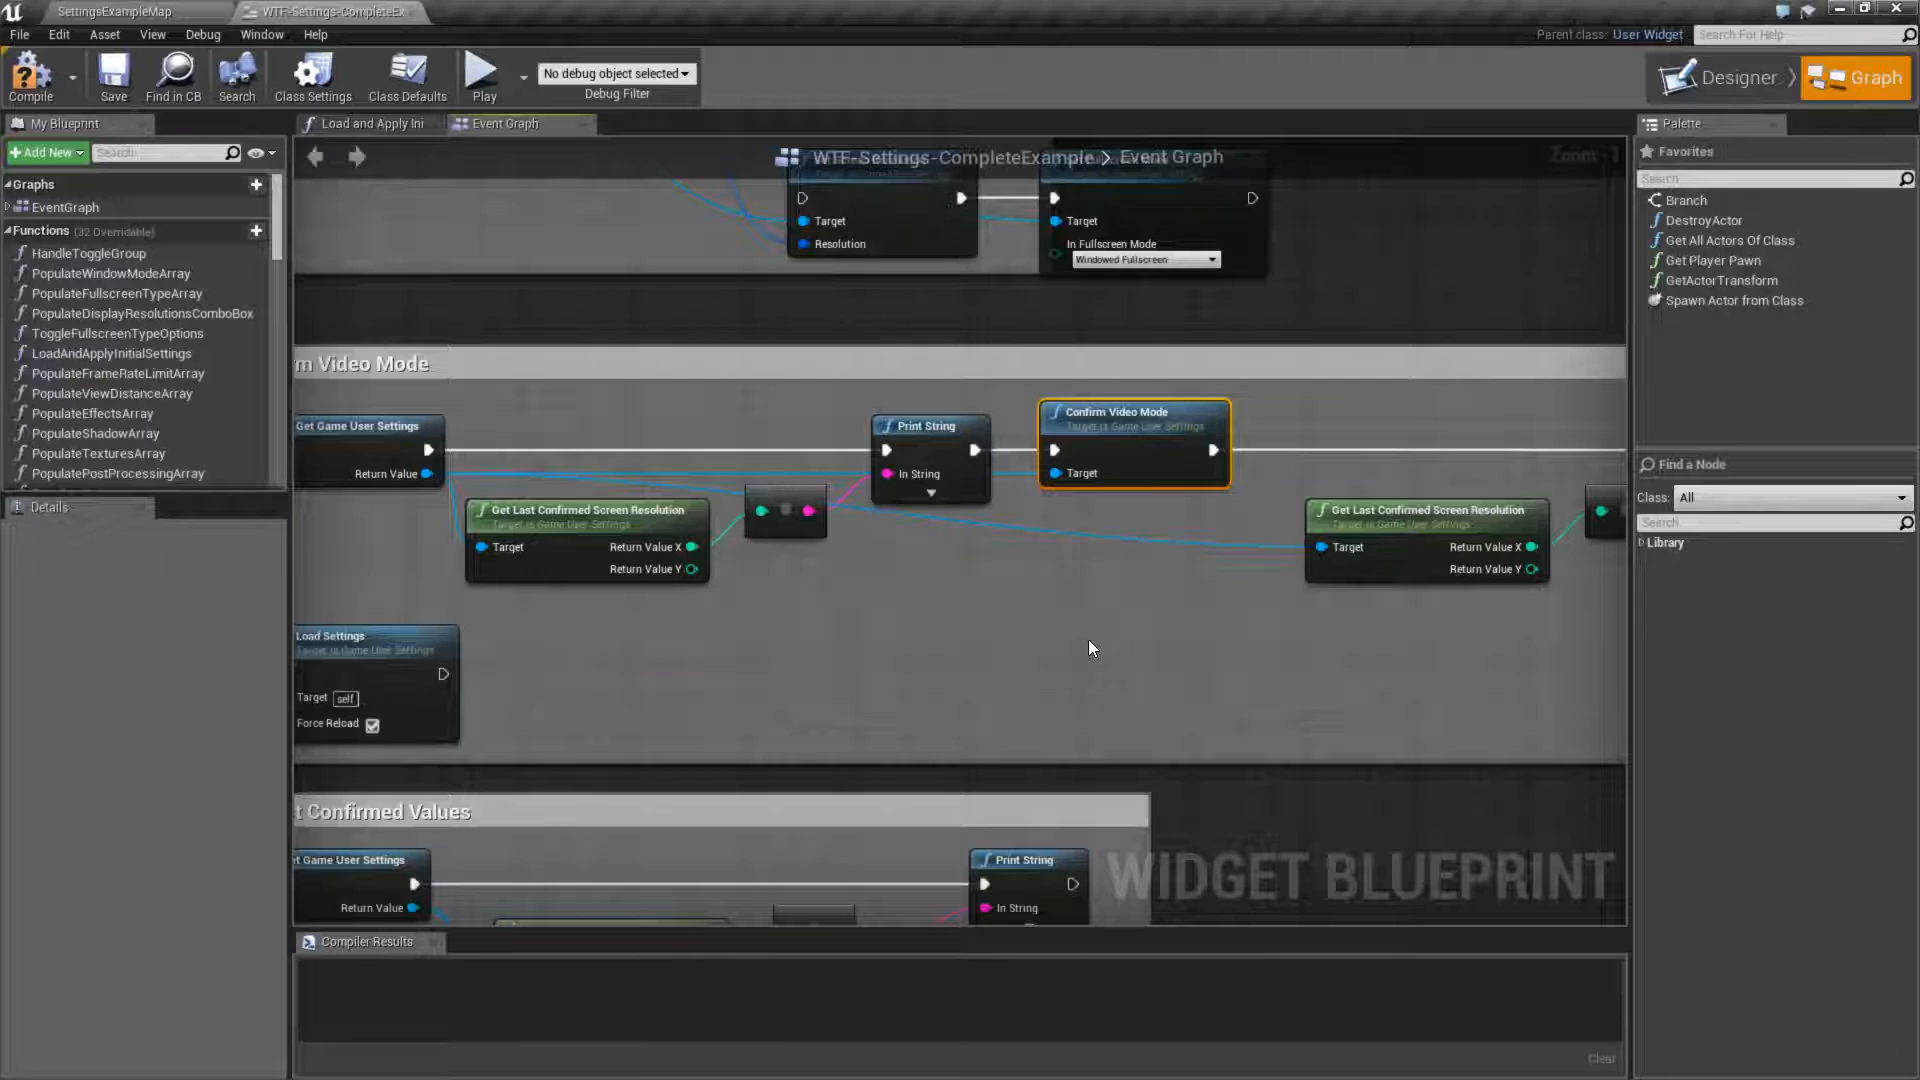 SettingsExampleMap
WTF-Settings-CompleteEx
File Edit Asset View Debug Window Help
Parent class: User Widget
Search For Help
Compile
Save
Find in CB
Search
Class Settings
Class Defaults
Play
No debug object selected
Debug Filter
Designer
Graph
My Blueprint
Load and Apply Ini
Event Graph
Palette
+Add New
Search
WTF-Settings-CompleteExample > Event Graph
Zoom -1
Favorites
Search
Graphs
EventGraph
Functions (32 Overridable)
HandleToggleGroup
PopulateWindowModeArray
PopulateFullscreenTypeArray
PopulateDisplayResolutionsComboBox
ToggleFullscreenTypeOptions
LoadAndApplyInitialSettings
PopulateFrameRateLimitArray
PopulateViewDistanceArray
PopulateEffectsArray
PopulateShadowArray
PopulateTexturesArray
PopulatePostProcessingArray
Details
Branch
DestroyActor
Get All Actors Of Class
Get Player Pawn
GetActorTransform
Spawn Actor from Class
Find a Node
Class: All
Search
Library
Target
Resolution
Target
In Fullscreen Mode
Windowed Fullscreen
m Video Mode
Get Game User Settings
Return Value
Print String
In String
Confirm Video Mode
Target is Game User Settings
Target
Get Last Confirmed Screen Resolution
Target is Game User Settings
Target
Return Value X
Return Value Y
Get Last Confirmed Screen Resolution
Target is Game User Settings
Target
Return Value X
Return Value Y
Load Settings
Target is Game User Settings
Target self
Force Reload
t Confirmed Values
t Game User Settings
Return Value
Print String
In String
WIDGET BLUEPRINT
Compiler Results
Clear